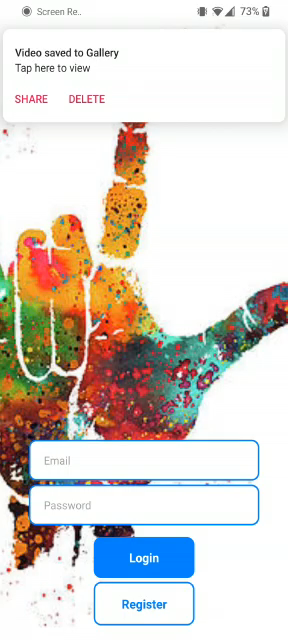 Screen Re..
73%
Video saved to Gallery
Tap here to view
SHARE DELETE
Email
Password
Login
Register